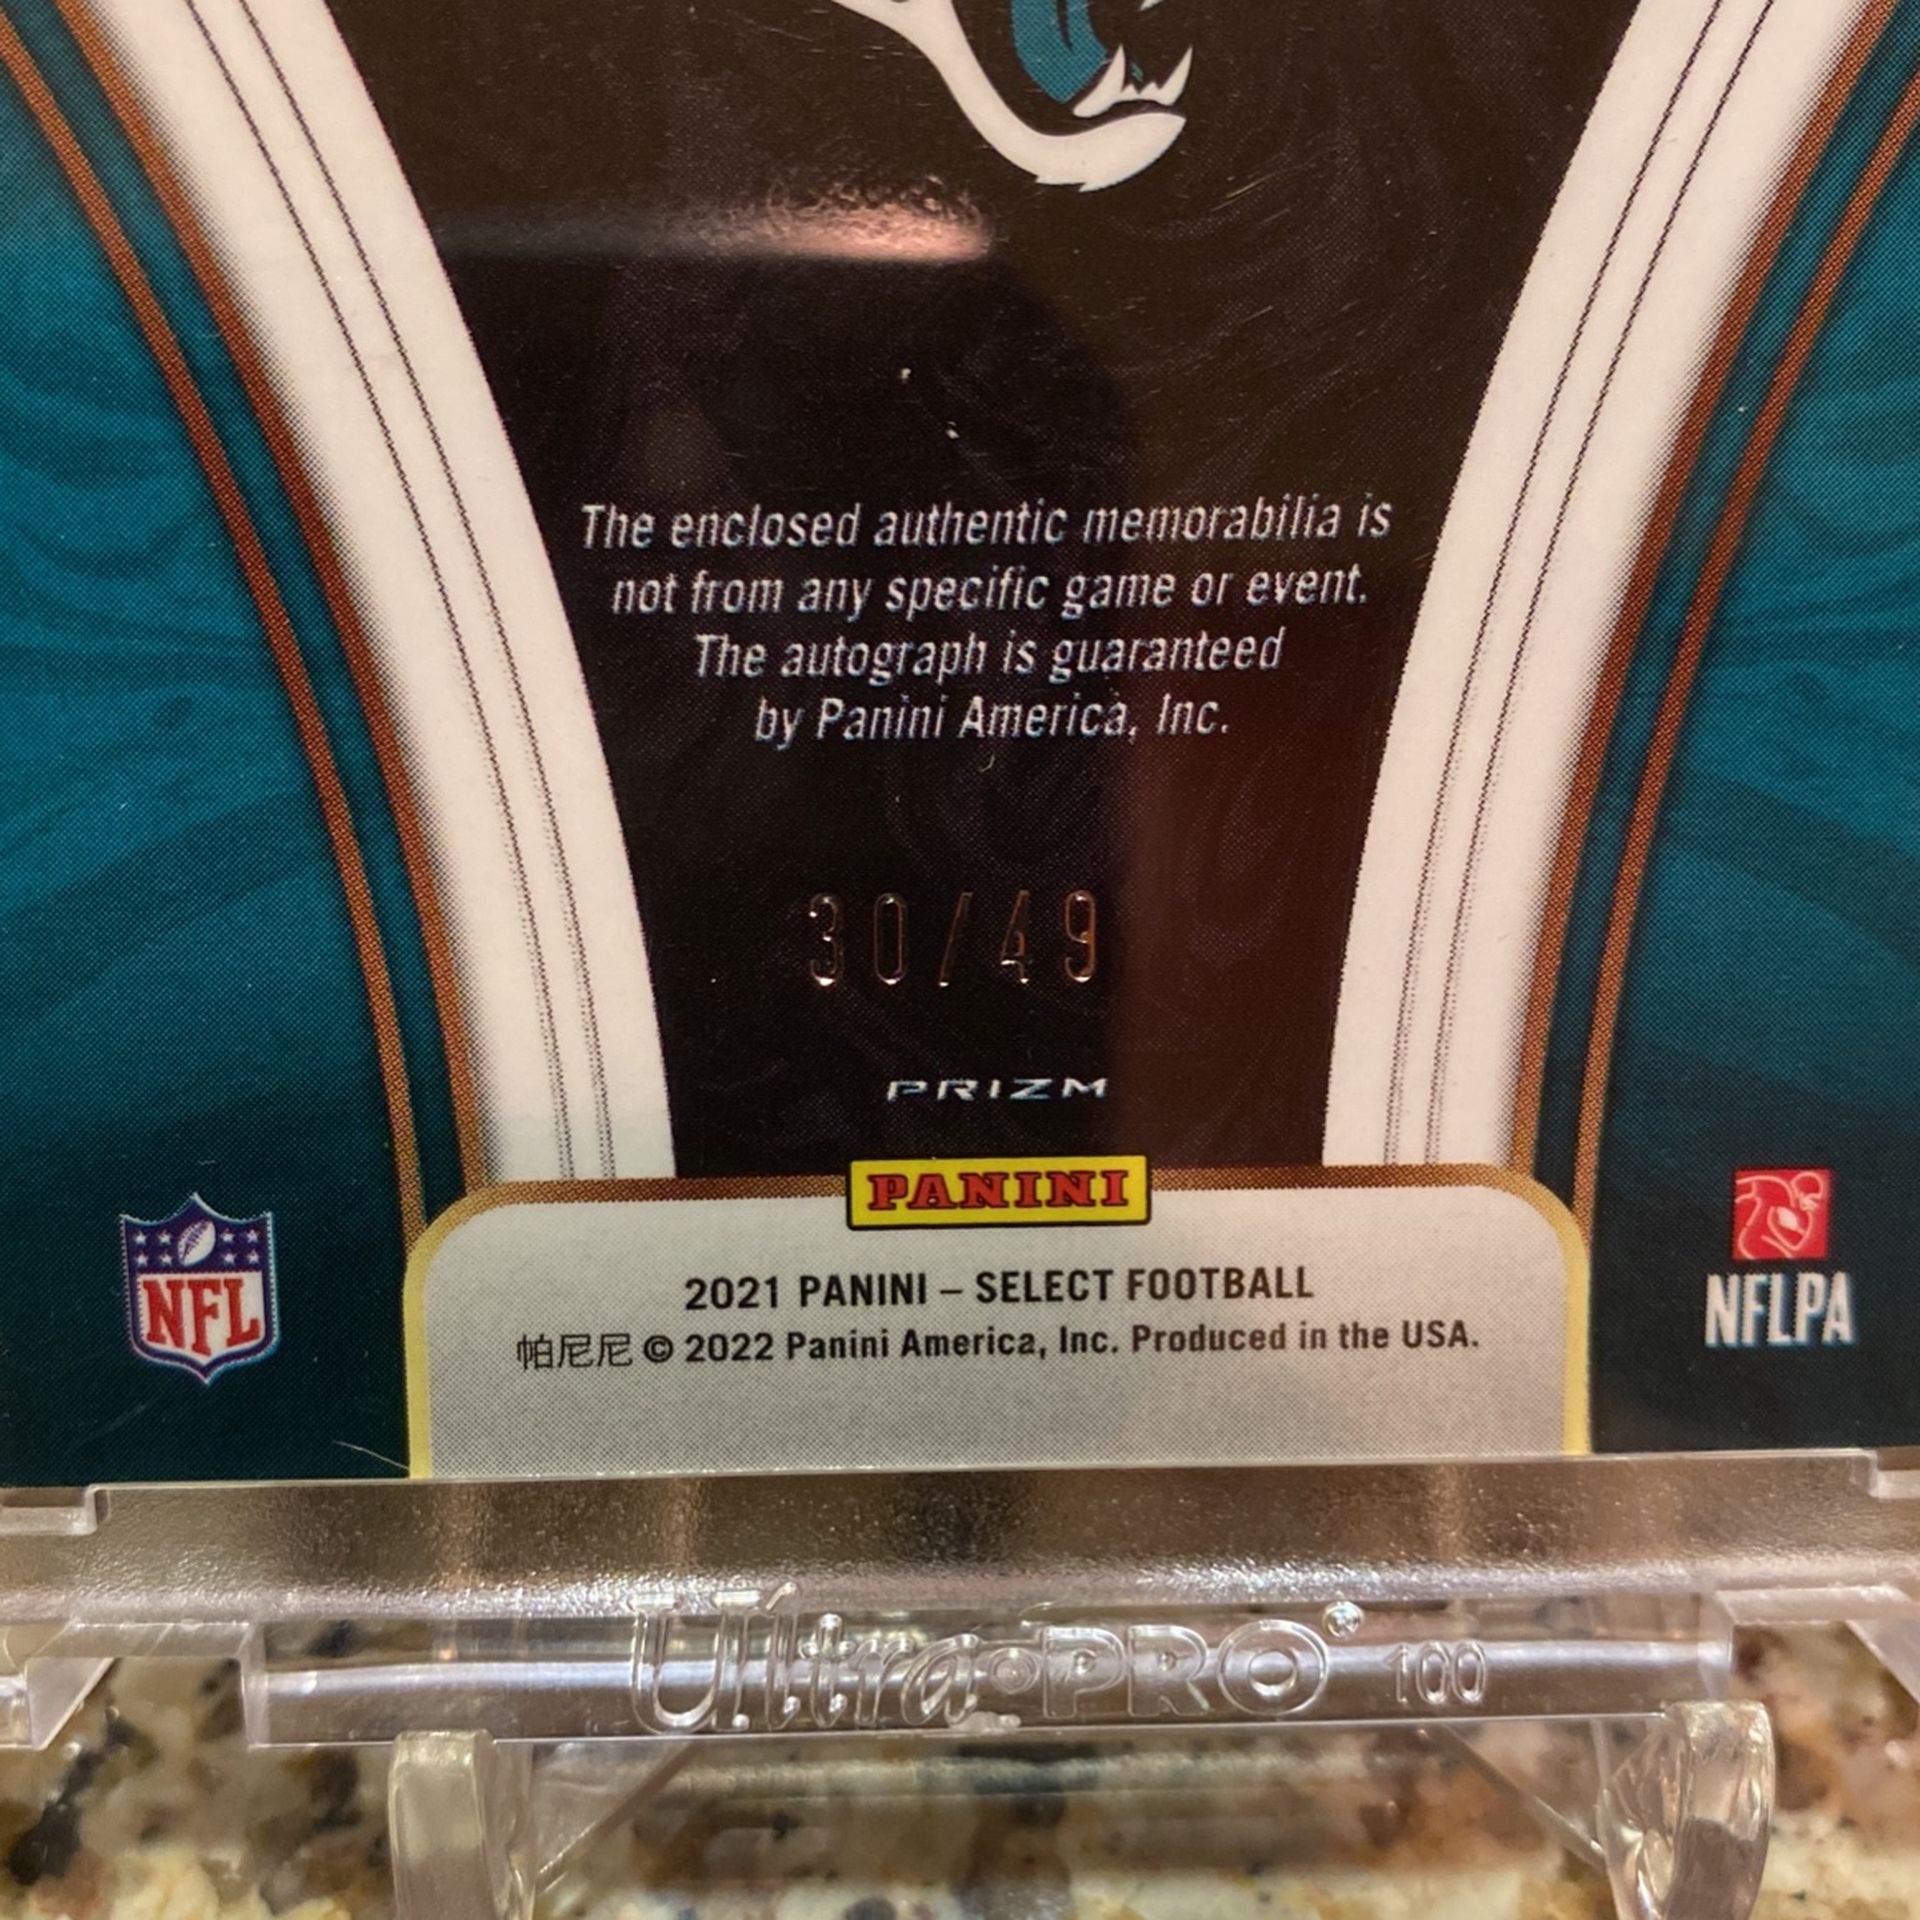 The enclosed authentic memorabilia is
not from any specific game or event.
The autograph is guaranteed
by Panini America, Inc.
30/49
PRIZM
PANINI
NFL
2021 PANINI – SELECT FOOTBALL
帕尼尼 © 2022 Panini America, Inc. Produced in the USA.
NFLPA
Ultra•PRO® 100